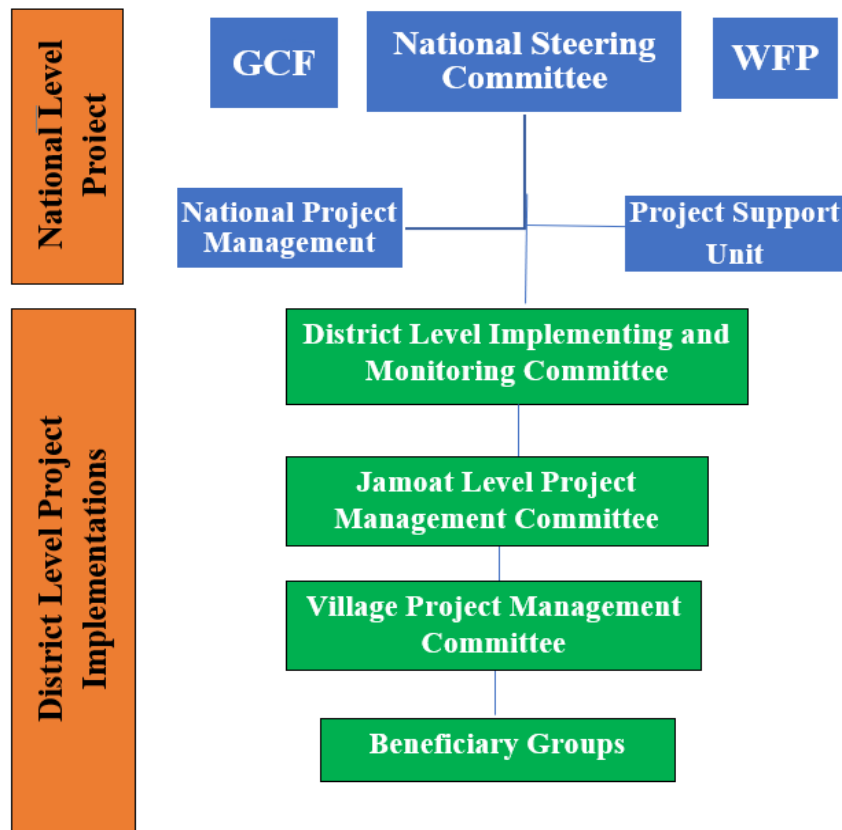 National Level
Project
GCF
National Steering
Committee
WFP
National Project
Management
Project Support
Unit
District Level Project
Implementations
District Level Implementing and
Monitoring Committee
Jamoat Level Project
Management Committee
Village Project Management
Committee
Beneficiary Groups